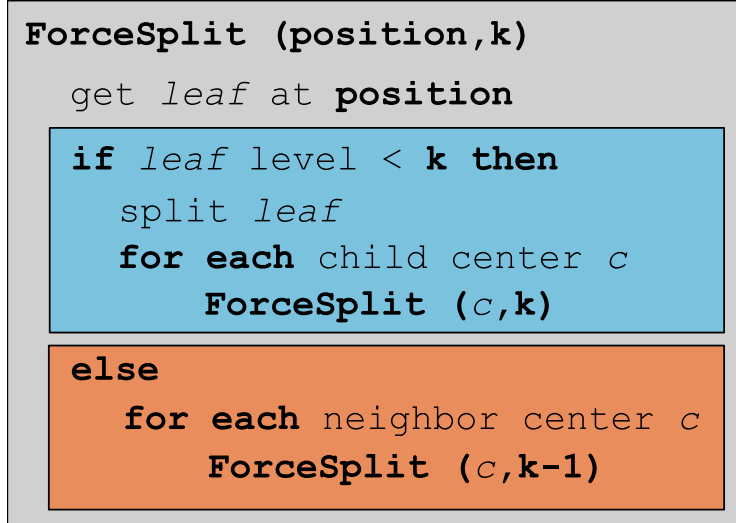 ForceSplit (position,k)
get leaf at position
if leaf level < k then
split leaf
for each child center c
ForceSplit (c,k)
else
for each neighbor center c
ForceSplit (c,k-1)